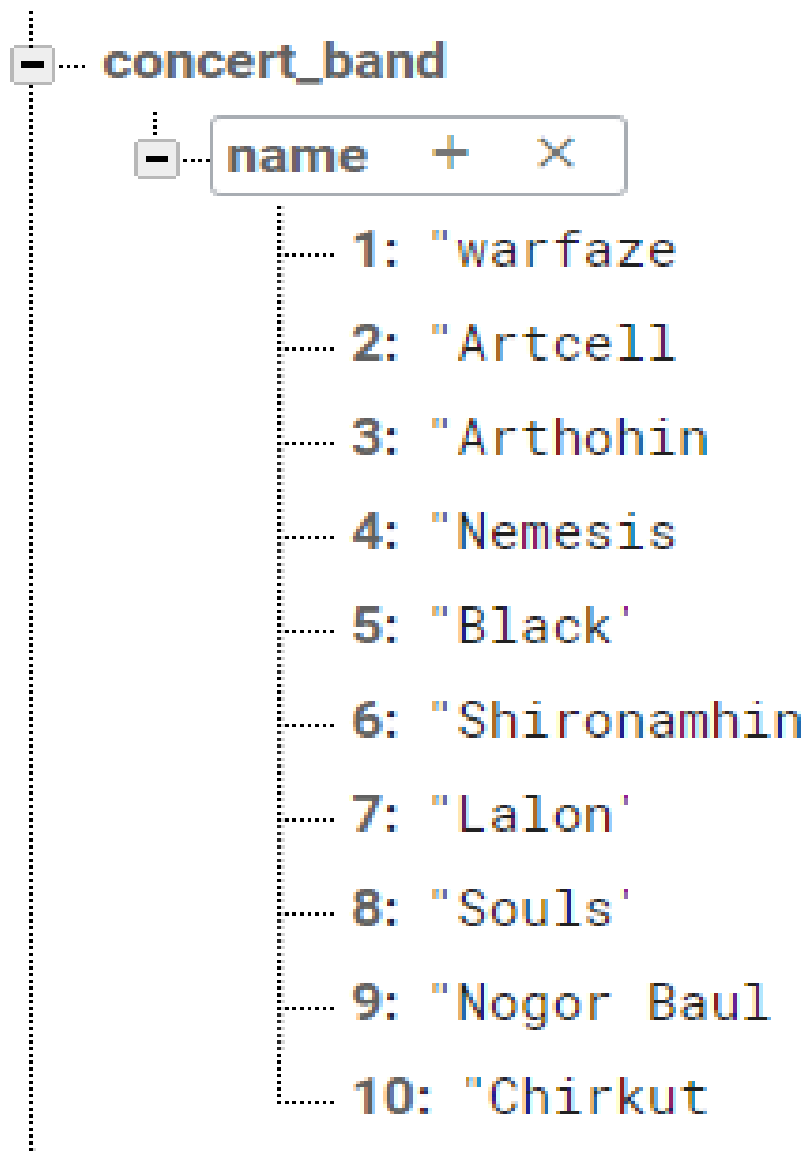 concert_band
name + ×
1: "warfaze
2: "Artcell
3: "Arthohin
4: "Nemesis
5: "Black'
6: "Shironamhin
7: "Lalon'
8: "Souls'
9: "Nogor Baul
10: "Chirkut